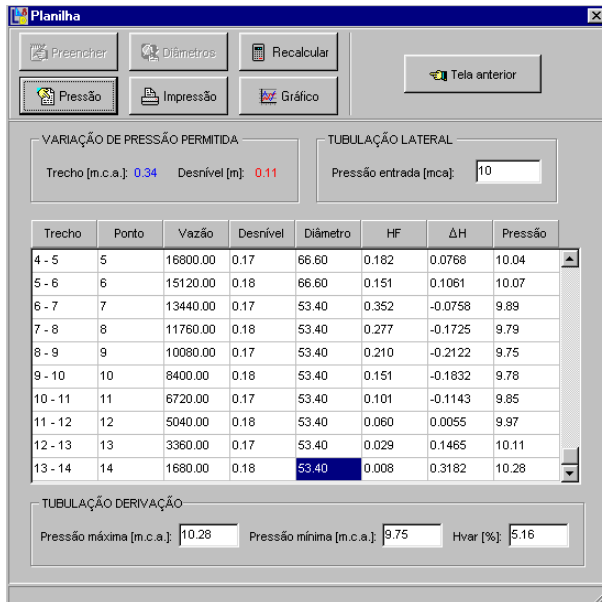 Planilha
Preencher Diâmetros Recalcular
Tela anterior
Pressão Impressão Gráfico
VARIAÇÃO DE PRESSÃO PERMITIDA TUBULAÇÃO LATERAL
Trecho [m.c.a.]: 0.34 Desnível [m]: 0.11 Pressão entrada [mca]: 10
Trecho Ponto Vazão Desnível Diâmetro HF ΔH Pressão
4 - 5 5 16800.00 0.17 66.60 0.182 0.0768 10.04
5 - 6 6 15120.00 0.18 66.60 0.151 0.1061 10.07
6 - 7 7 13440.00 0.17 53.40 0.352 -0.0758 9.89
7 - 8 8 11760.00 0.18 53.40 0.277 -0.1725 9.79
8 - 9 9 10080.00 0.17 53.40 0.210 -0.2122 9.75
9 - 10 10 8400.00 0.18 53.40 0.151 -0.1832 9.78
10 - 11 11 6720.00 0.17 53.40 0.101 -0.1143 9.85
11 - 12 12 5040.00 0.18 53.40 0.060 0.0055 9.97
12 - 13 13 3360.00 0.17 53.40 0.029 0.1465 10.11
13 - 14 14 1680.00 0.18 53.40 0.008 0.3182 10.28
TUBULAÇÃO DERIVAÇÃO
Pressão máxima [m.c.a.]: 10.28 Pressão mínima [m.c.a.]: 9.75 Hvar [%]: 5.16